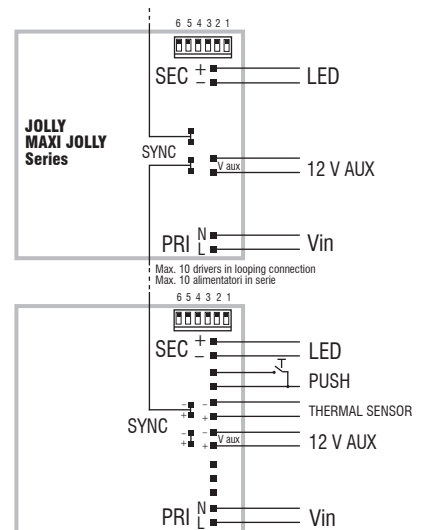 6 5 4 3 2 1
SEC + −
LED
JOLLY
MAXI JOLLY
Series
SYNC
V aux
12 V AUX
PRI N L
Vin
Max. 10 drivers in looping connection
Max. 10 alimentatori in serie
6 5 4 3 2 1
SEC + −
LED
PUSH
− + − +
THERMAL SENSOR
SYNC
− + − +
V aux
12 V AUX
PRI N L
Vin